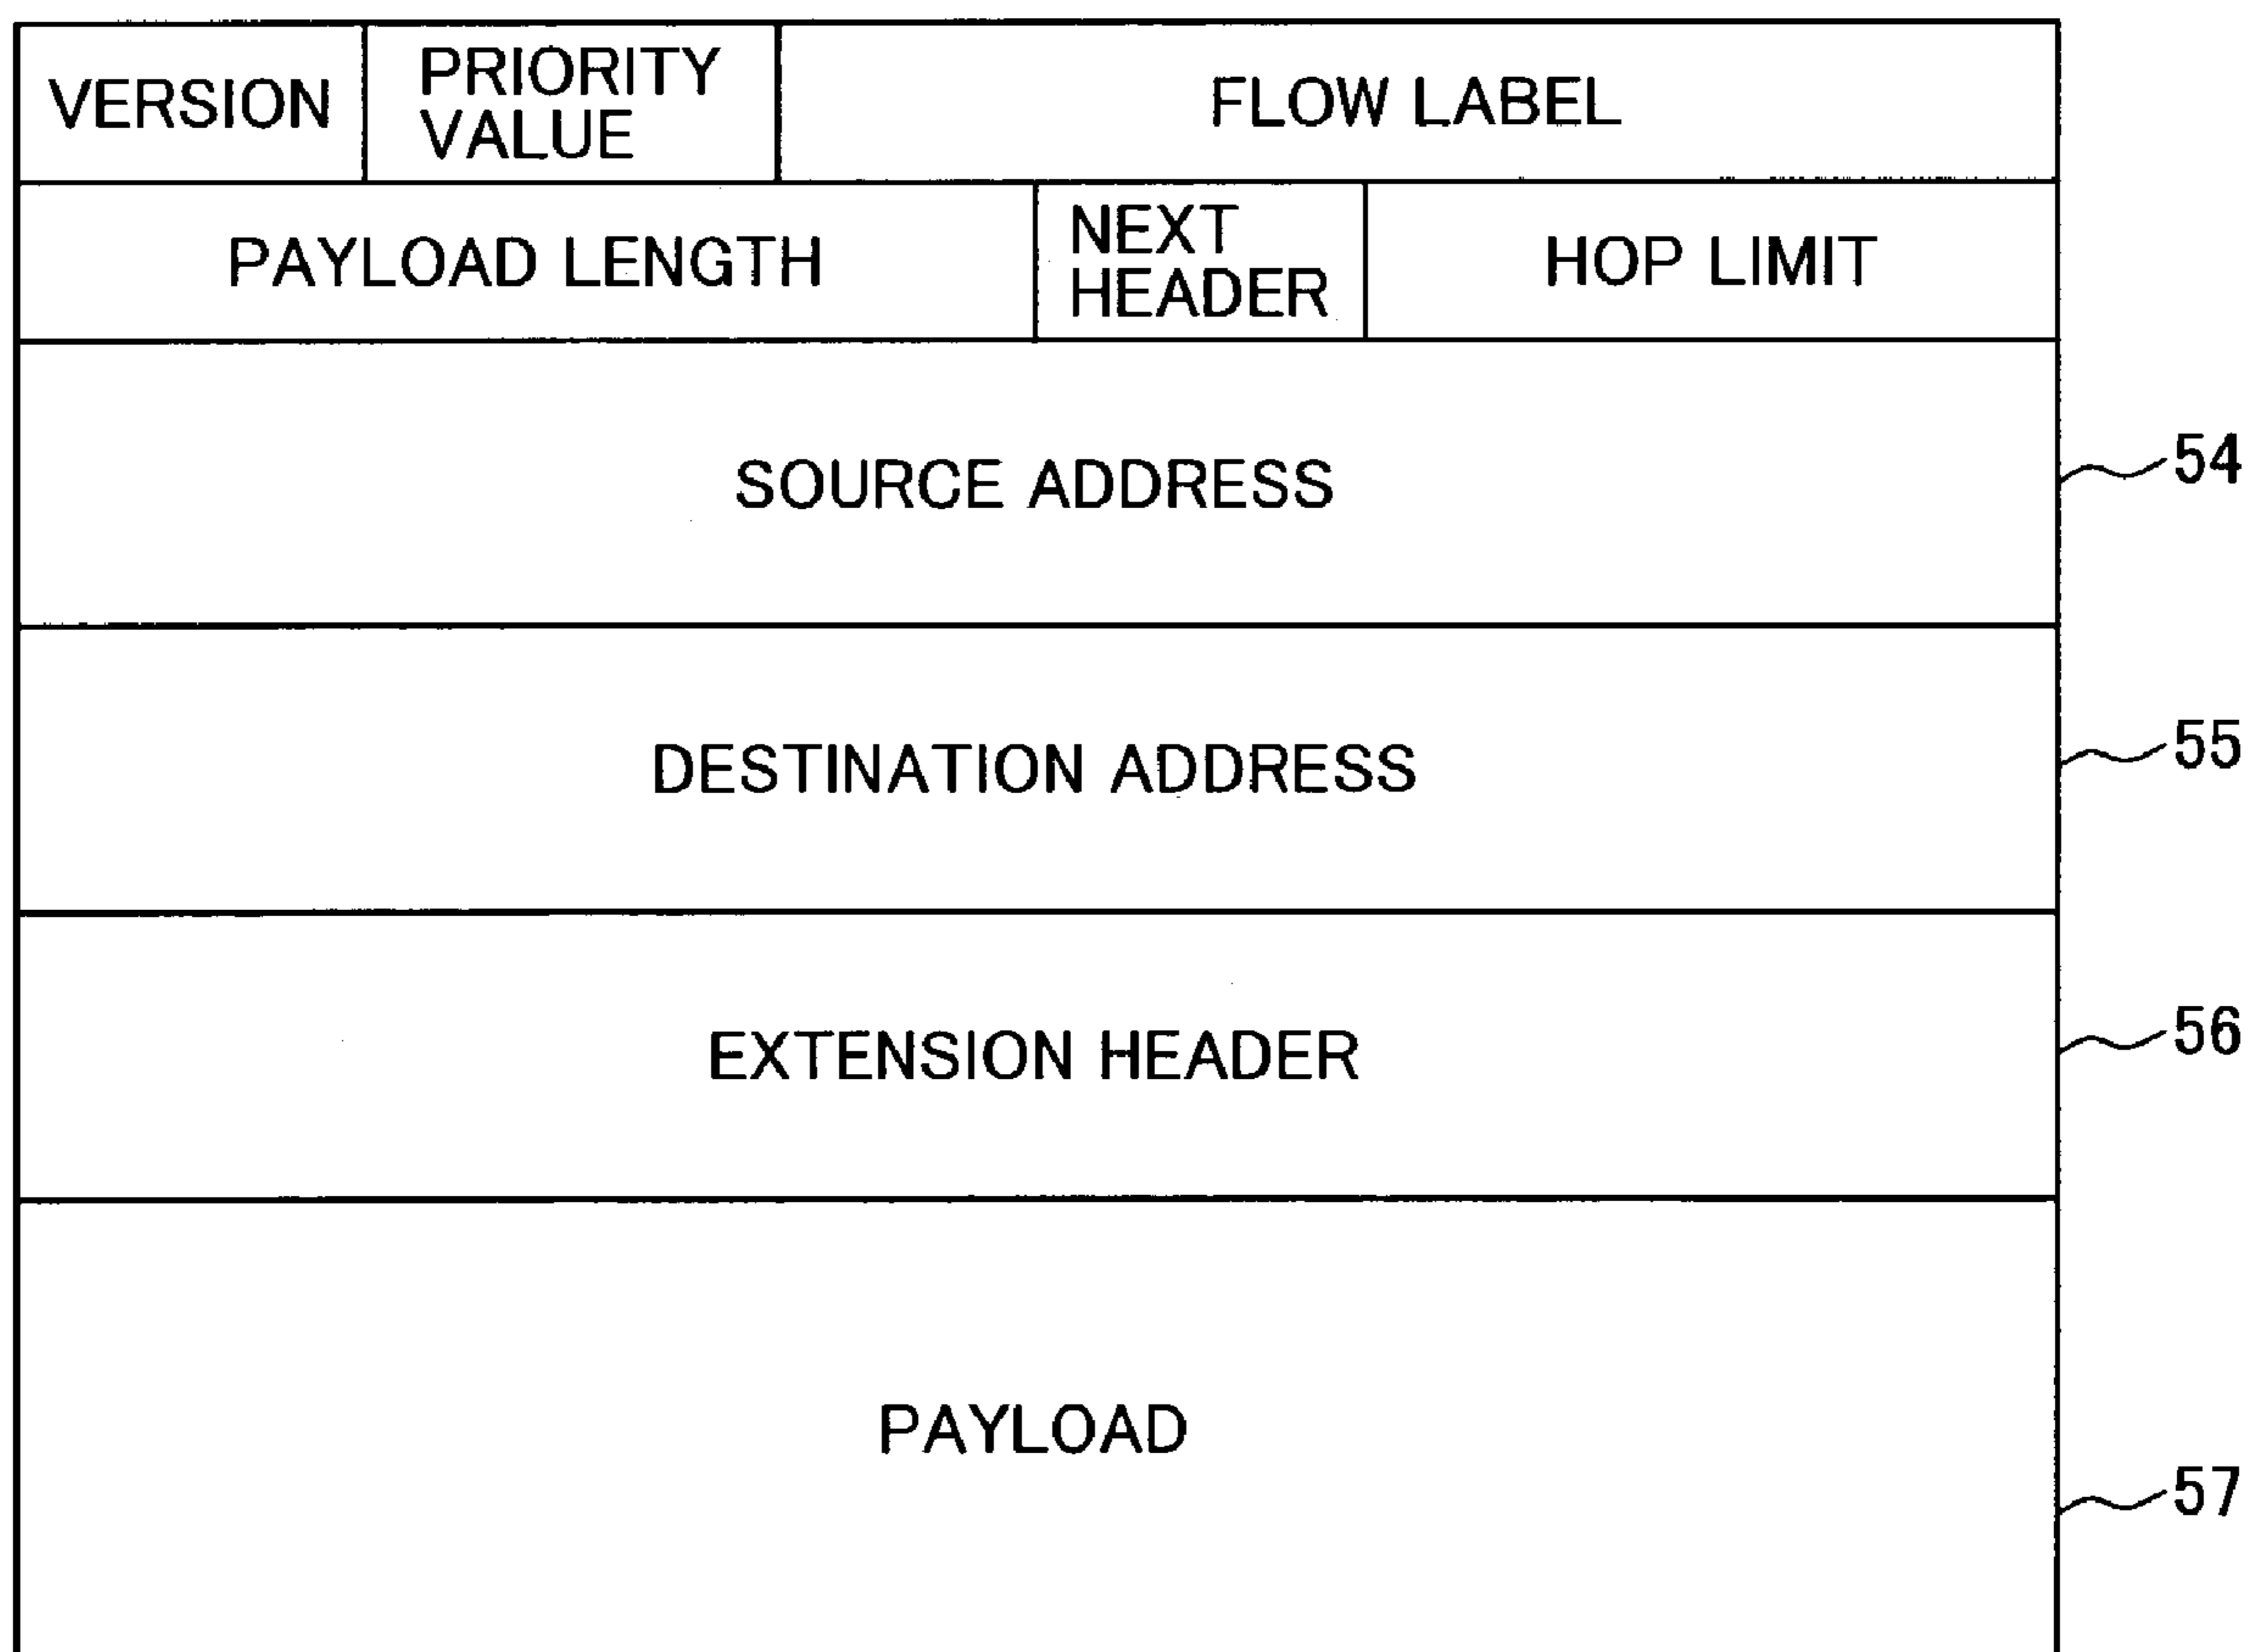 VERSION
PRIORITY
VALUE
FLOW LABEL
PAYLOAD LENGTH
NEXT
HEADER
HOP LIMIT
SOURCE ADDRESS
54
DESTINATION ADDRESS
55
EXTENSION HEADER
56
PAYLOAD
57